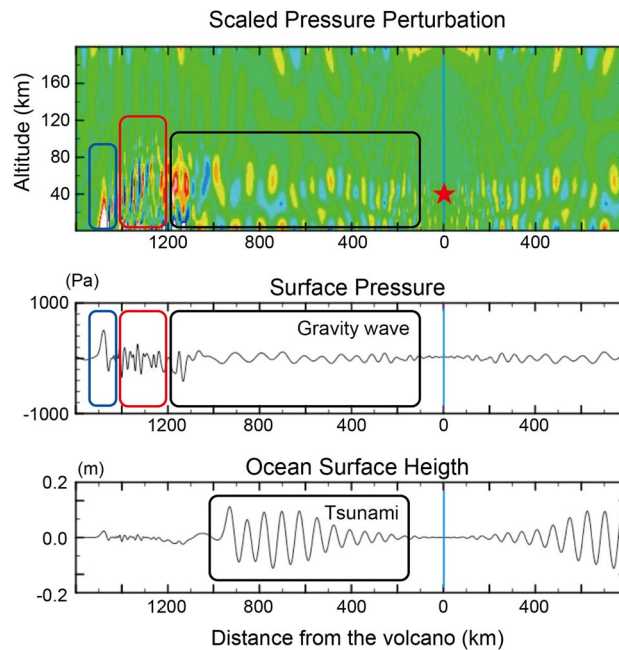 Scaled Pressure Perturbation
Altitude (km)
160
120
80
40
1200 800 400 0 400
(Pa)
Surface Pressure
1000
Gravity wave
-1000
1200 800 400 0 400
(m)
Ocean Surface Heigth
0.2
Tsunami
0.0
-0.2
1200 800 400 0 400
Distance from the volcano (km)